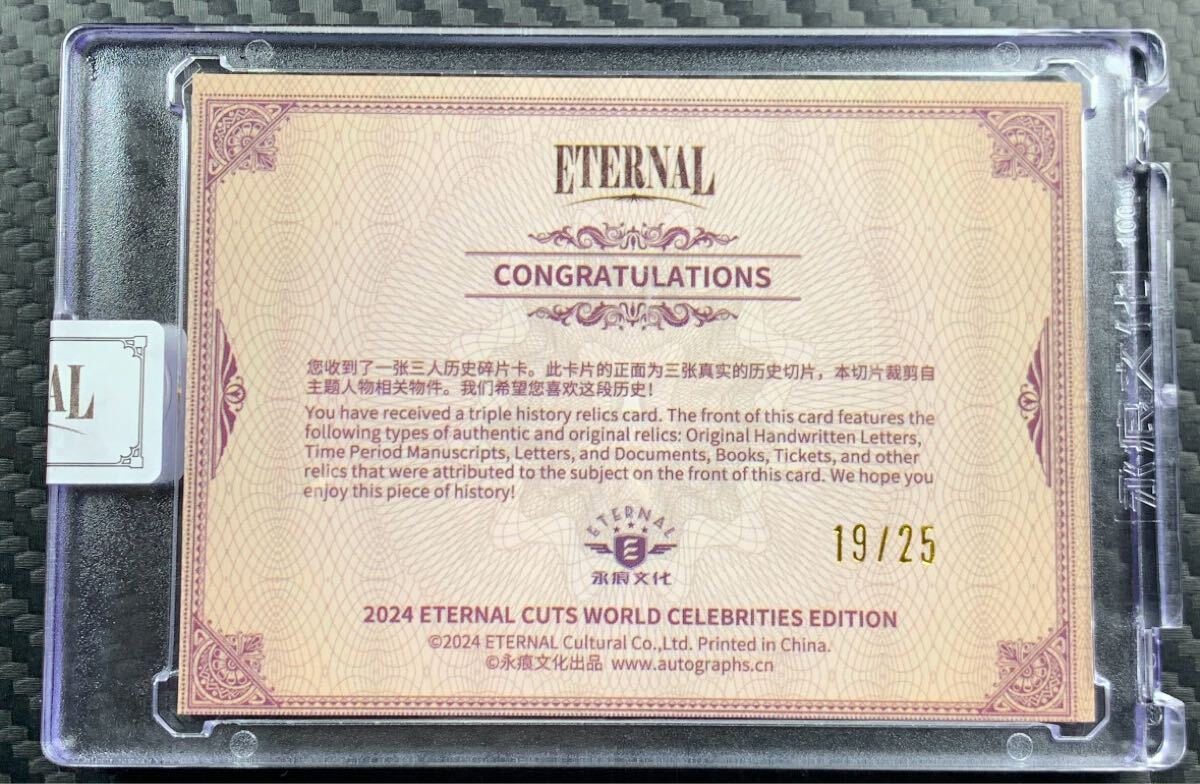 ETERNAL
CONGRATULATIONS
您收到了一张三人历史碎片卡。此卡片的正面为三张真实的历史切片，本切片裁剪自
主题人物相关物件。我们希望您喜欢这段历史！
You have received a triple history relics card. The front of this card features the
following types of authentic and original relics: Original Handwritten Letters,
Time Period Manuscripts, Letters, and Documents, Books, Tickets, and other
relics that were attributed to the subject on the front of this card. We hope you
enjoy this piece of history!
ETERNAL
永痕文化
19/25
2024 ETERNAL CUTS WORLD CELEBRITIES EDITION
©2024 ETERNAL Cultural Co.,Ltd. Printed in China.
©永痕文化出品 www.autographs.cn
AL
永痕文化